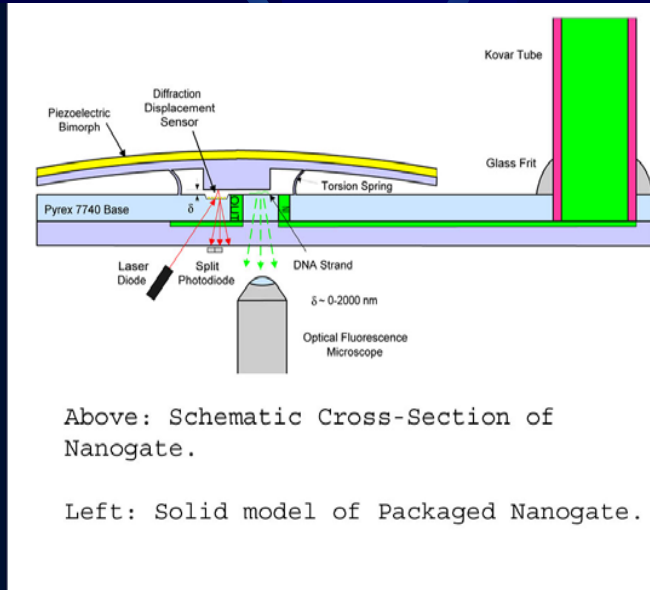 Kovar Tube
Diffraction
Displacement
Sensor
Piezoelectric
Bimorph
Glass Frit
Torsion Spring
Pyrex 7740 Base
δ
OUT
Laser
Diode
Split
Photodiode
DNA Strand
δ ~ 0-2000 nm
Optical Fluorescence
Microscope
Above: Schematic Cross-Section of
Nanogate.
Left: Solid model of Packaged Nanogate.